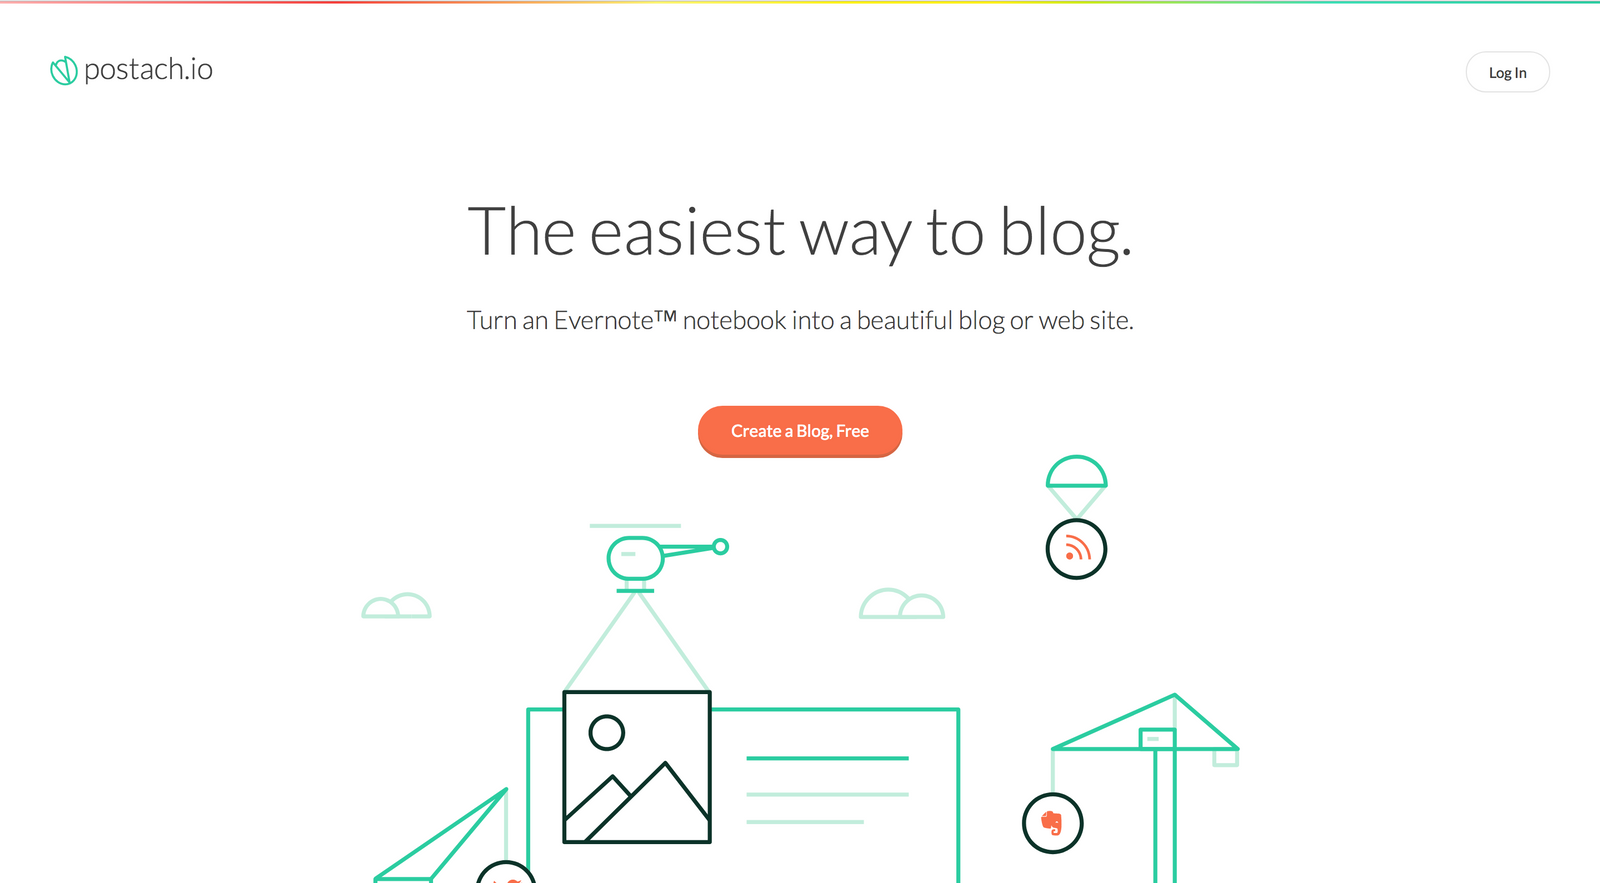 postach.io
Log In
The easiest way to blog.
Turn an Evernote™ notebook into a beautiful blog or web site.
Create a Blog, Free